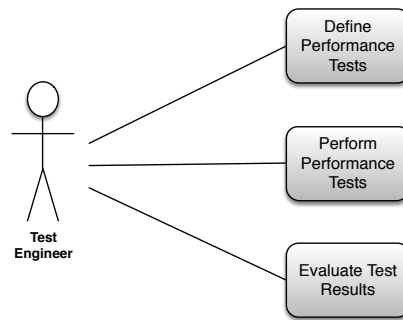 Define
Performance
Tests
Perform
Performance
Tests
Test
Engineer
Evaluate Test
Results